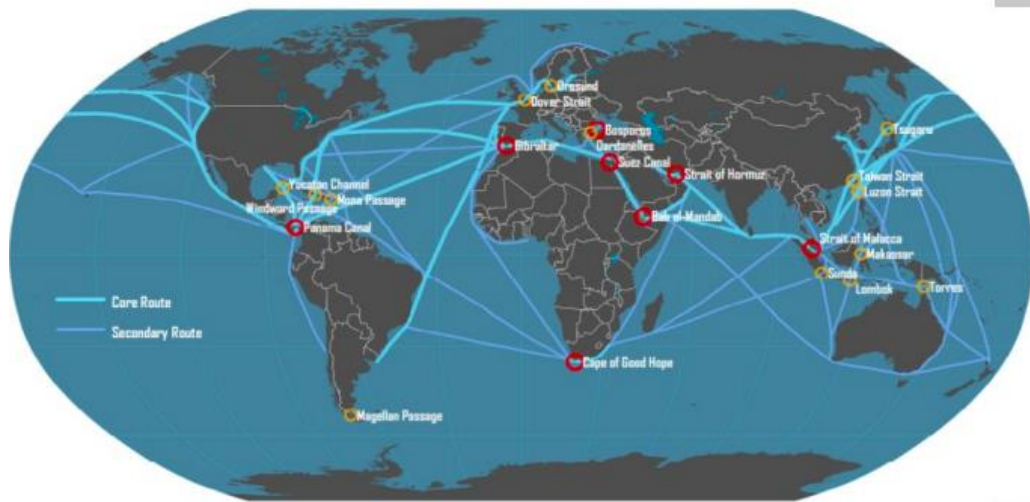 Oresund
Dover Strait
Bosporus
Tsugaru
Gibraltar
Dardanelles
Suez Canal
Strait of Hormuz
Taiwan Strait
Yucatan Channel
Luzon Strait
Windward Passage
Mona Passage
Bab el-Mandab
Panama Canal
Strait of Malacca
Makassar
Sunda
Lombok
Torres
Core Route
Secondary Route
Cape of Good Hope
Magellan Passage